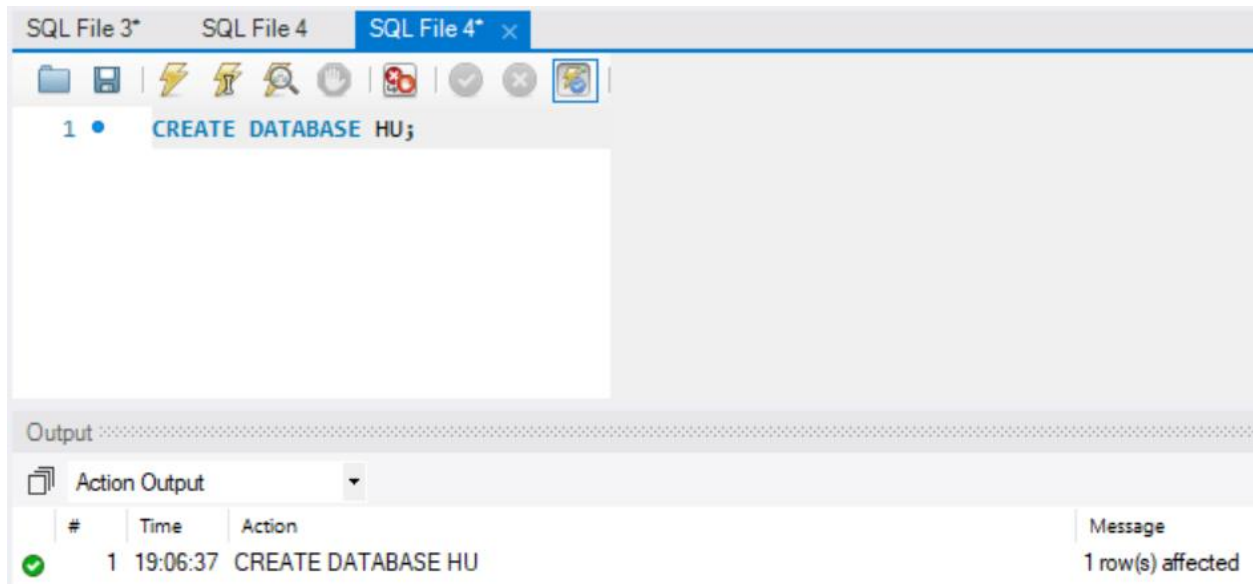 SQL File 3* SQL File 4 SQL File 4*
1 CREATE DATABASE HU;
Output
Action Output
# Time Action Message
1 19:06:37 CREATE DATABASE HU 1 row(s) affected